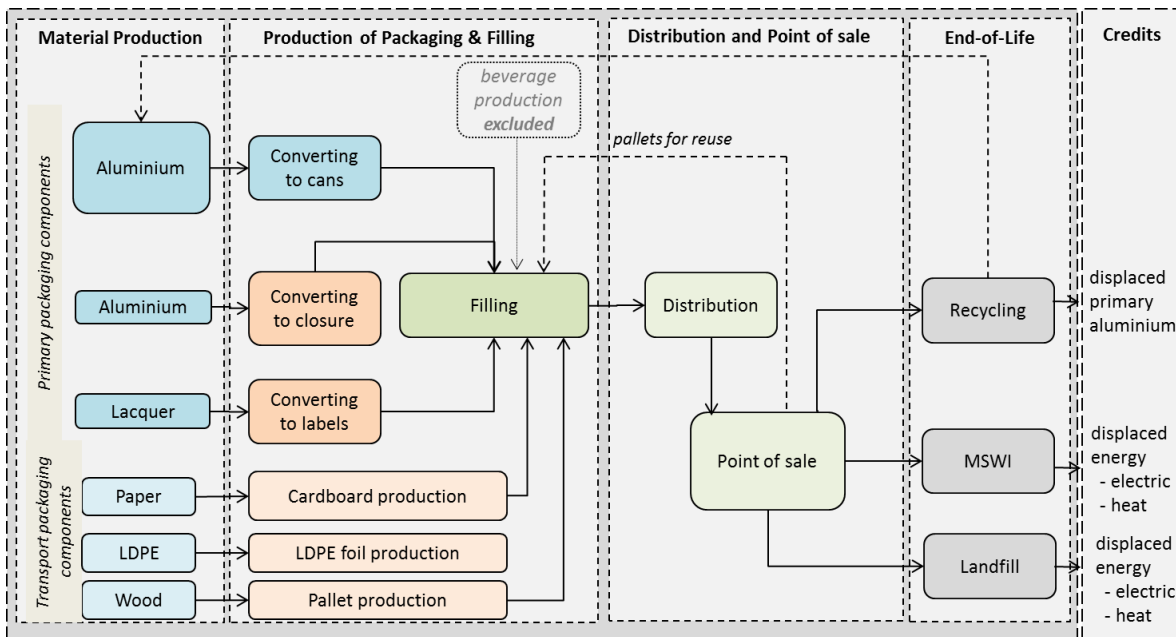 Material Production
Production of Packaging & Filling
Distribution and Point of sale
End-of-Life
Credits
Primary packaging components
Transport packaging
components
beverage
production
excluded
pallets for reuse
Aluminium
Converting
to cans
Aluminium
Converting
to closure
Filling
Distribution
Recycling
displaced
primary
aluminium
Lacquer
Converting
to labels
Point of sale
MSWI
displaced
energy
- electric
- heat
Paper
Cardboard production
LDPE
LDPE foil production
Landfill
displaced
energy
- electric
- heat
Wood
Pallet production